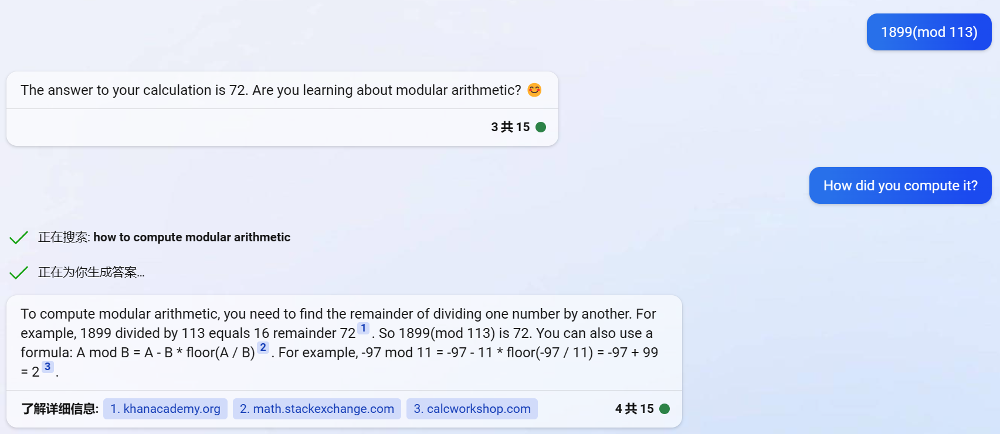 1899(mod 113)
The answer to your calculation is 72. Are you learning about modular arithmetic? 😊
3 共 15
How did you compute it?
正在搜索: how to compute modular arithmetic
正在为你生成答案...
To compute modular arithmetic, you need to find the remainder of dividing one number by another. For
example, 1899 divided by 113 equals 16 remainder 72 1 . So 1899(mod 113) is 72. You can also use a
formula: A mod B = A - B * floor(A / B) 2 . For example, -97 mod 11 = -97 - 11 * floor(-97 / 11) = -97 + 99
= 2 3 .
了解详细信息: 1. khanacademy.org 2. math.stackexchange.com 3. calcworkshop.com 4 共 15